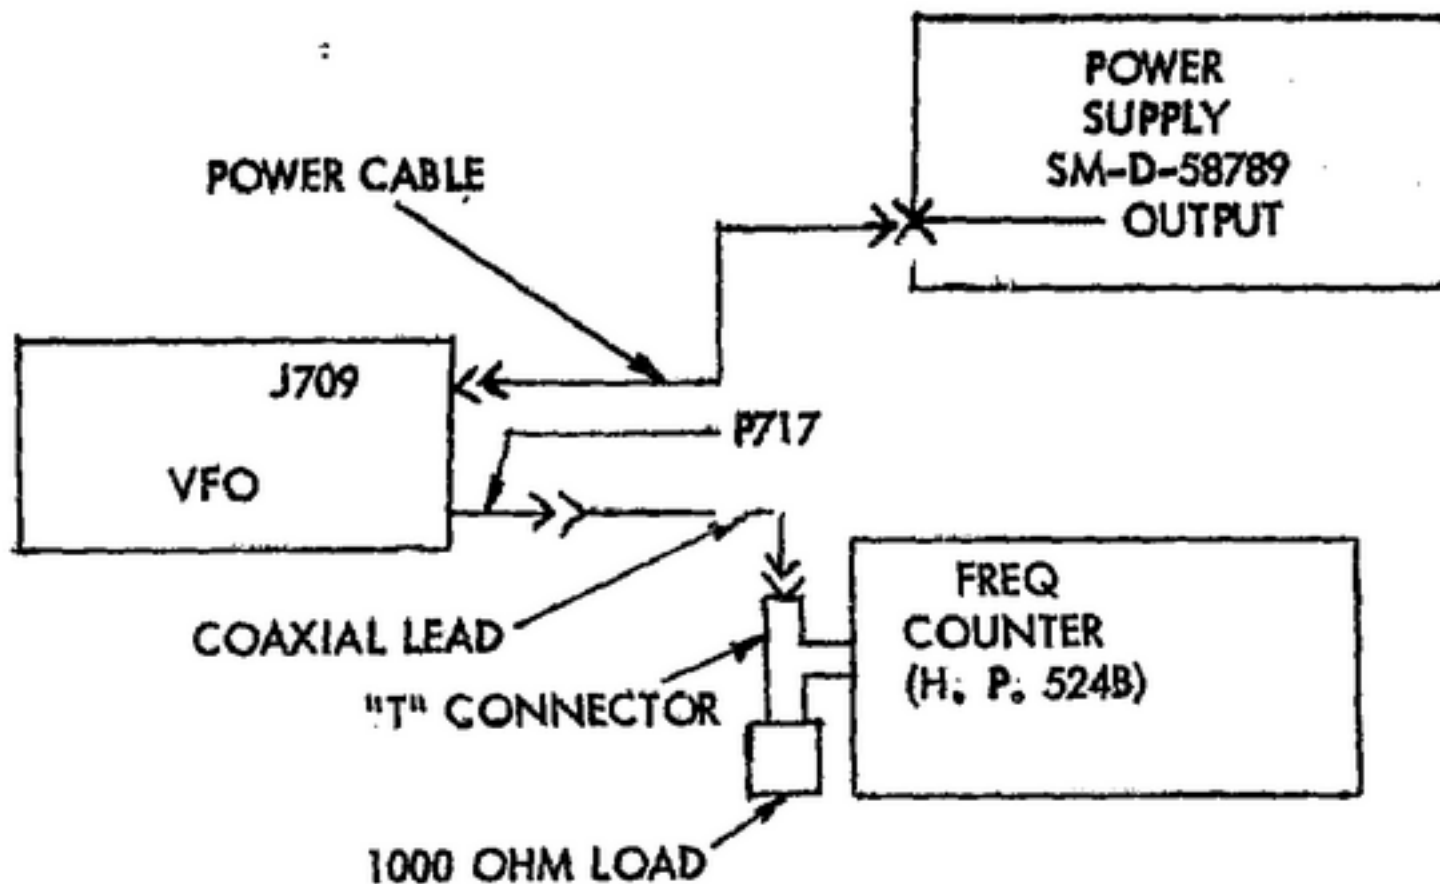 POWER
SUPPLY
SM-D-58789
OUTPUT
POWER CABLE
J709
P717
VFO
COAXIAL LEAD
"T" CONNECTOR
FREQ
COUNTER
(H. P. 524B)
1000 OHM LOAD